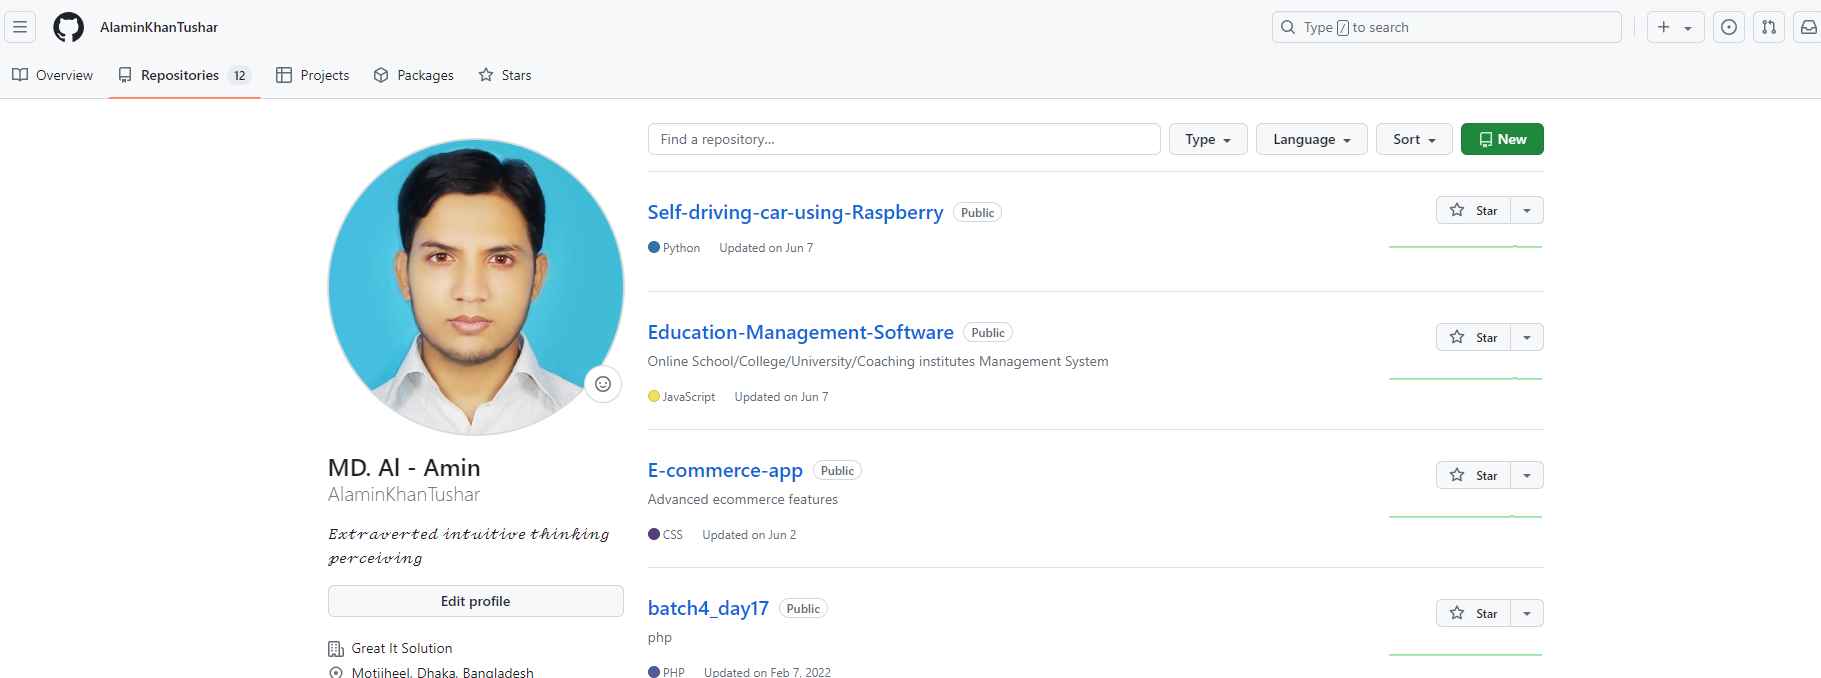 AlaminKhanTushar
Type / to search
Overview
Repositories 12
Projects
Packages
Stars
Find a repository...
Type
Language
Sort
New
MD. Al - Amin
AlaminKhanTushar
𝓔𝔁𝓽𝓻𝓪𝓿𝓮𝓻𝓽𝓮𝓭 𝓲𝓷𝓽𝓾𝓲𝓽𝓲𝓿𝓮 𝓽𝓱𝓲𝓷𝓴𝓲𝓷𝓰
𝓹𝓮𝓻𝓬𝓮𝓲𝓿𝓲𝓷𝓰
Edit profile
Great It Solution
Motijheel, Dhaka, Bangladesh
Self-driving-car-using-Raspberry Public
Star
Python Updated on Jun 7
Education-Management-Software Public
Star
Online School/College/University/Coaching institutes Management System
JavaScript Updated on Jun 7
E-commerce-app Public
Star
Advanced ecommerce features
CSS Updated on Jun 2
batch4_day17 Public
Star
php
PHP Updated on Feb 7, 2022